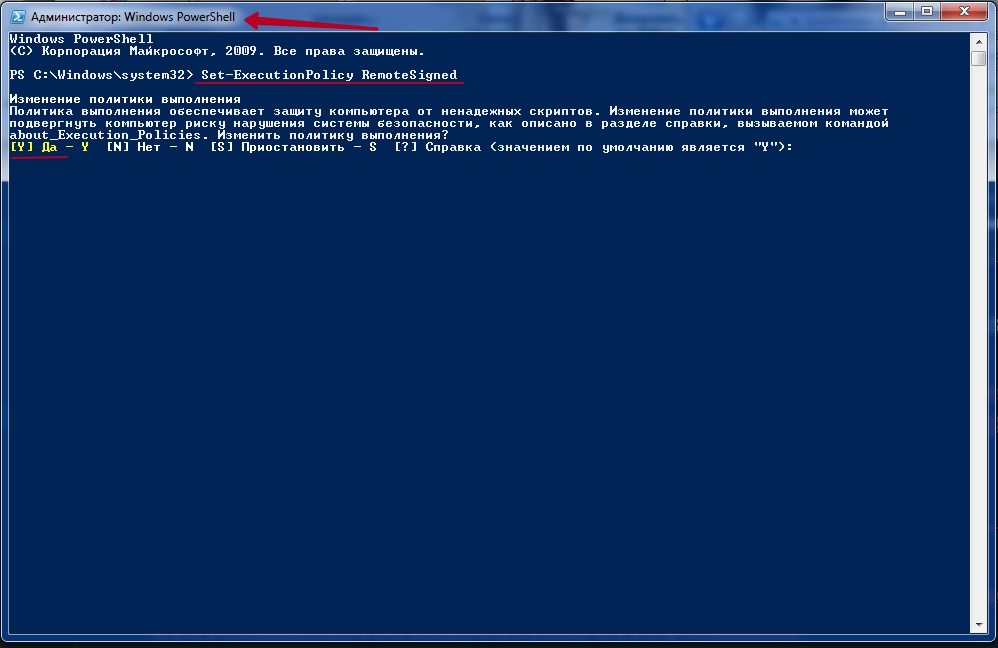 Администратор: Windows PowerShell
Windows PowerShell
(C) Корпорация Майкрософт, 2009. Все права защищены.
PS C:\Windows\system32> Set-ExecutionPolicy RemoteSigned
Изменение политики выполнения
Политика выполнения обеспечивает защиту компьютера от ненадежных скриптов. Изменение политики выполнения может
подвергнуть компьютер риску нарушения системы безопасности, как описано в разделе справки, вызываемом командой
about_Execution_Policies. Изменить политику выполнения?
[Y] Да - Y  [N] Нет - N  [S] Приостановить - S  [?] Справка (значением по умолчанию является "Y"):